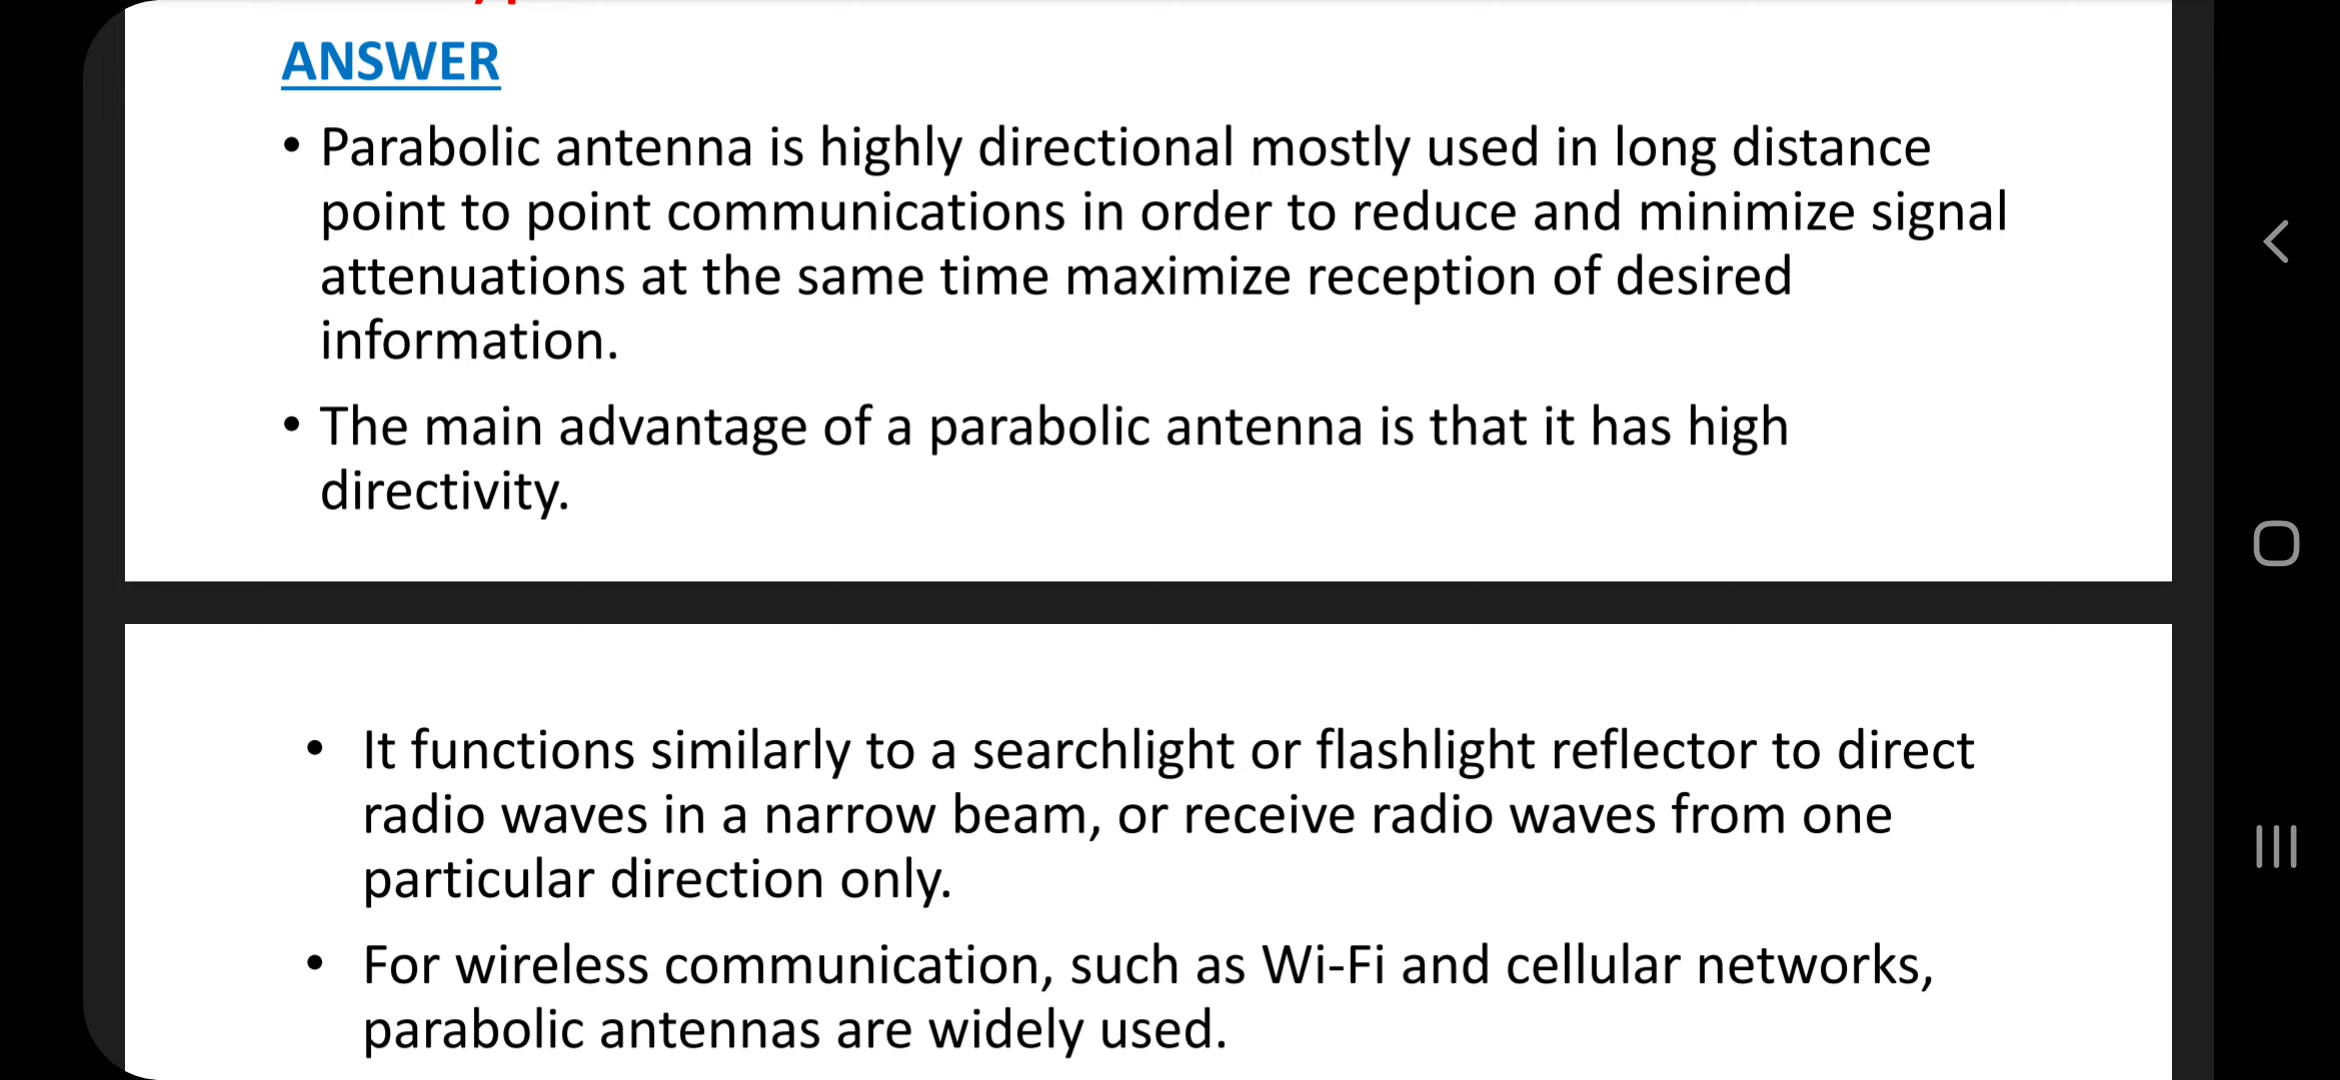 ANSWER
• Parabolic antenna is highly directional mostly used in long distance
point to point communications in order to reduce and minimize signal
attenuations at the same time maximize reception of desired
information.
• The main advantage of a parabolic antenna is that it has high
directivity.
• It functions similarly to a searchlight or flashlight reflector to direct
radio waves in a narrow beam, or receive radio waves from one
particular direction only.
• For wireless communication, such as Wi-Fi and cellular networks,
parabolic antennas are widely used.